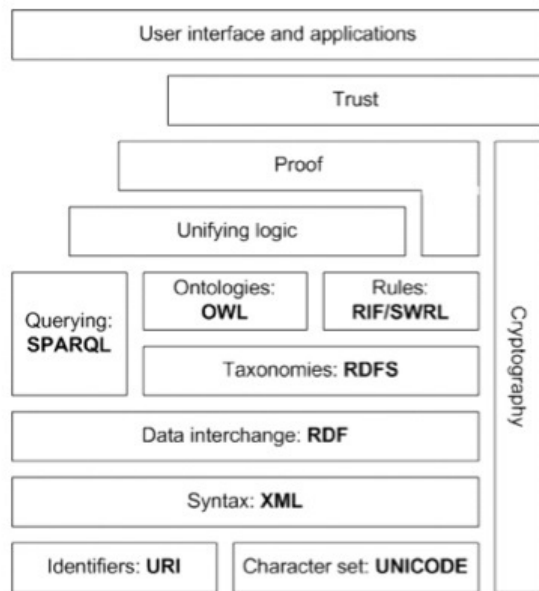 User interface and applications
Trust
Proof
Unifying logic
Querying:
SPARQL
Ontologies:
OWL
Rules:
RIF/SWRL
Taxonomies: RDFS
Cryptography
Data interchange: RDF
Syntax: XML
Identifiers: URI
Character set: UNICODE